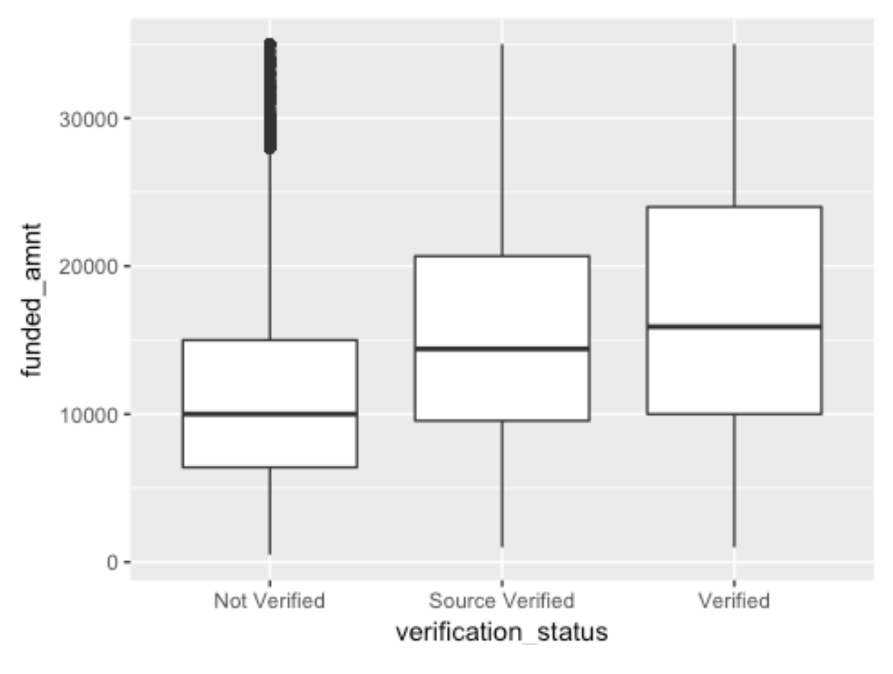 30000
20000
10000
0
funded_amnt
Not Verified Source Verified Verified
verification_status